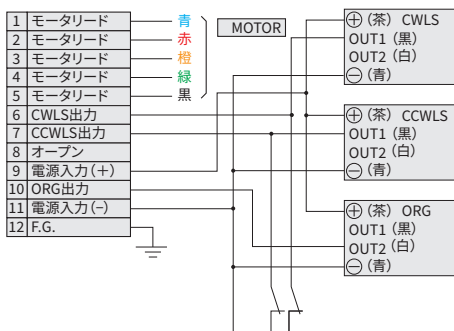 1 モータリード 青
2 モータリード 赤
3 モータリード 橙
4 モータリード 緑
5 モータリード 黒
6 CWLS出力
7 CCWLS出力
8 オープン
9 電源入力(+)
10 ORG出力
11 電源入力(−)
12 F.G.
MOTOR
⊕ (茶) CWLS
OUT1 (黒)
OUT2 (白)
⊖ (青)
⊕ (茶) CCWLS
OUT1 (黒)
OUT2 (白)
⊖ (青)
⊕ (茶) ORG
OUT1 (黒)
OUT2 (白)
⊖ (青)